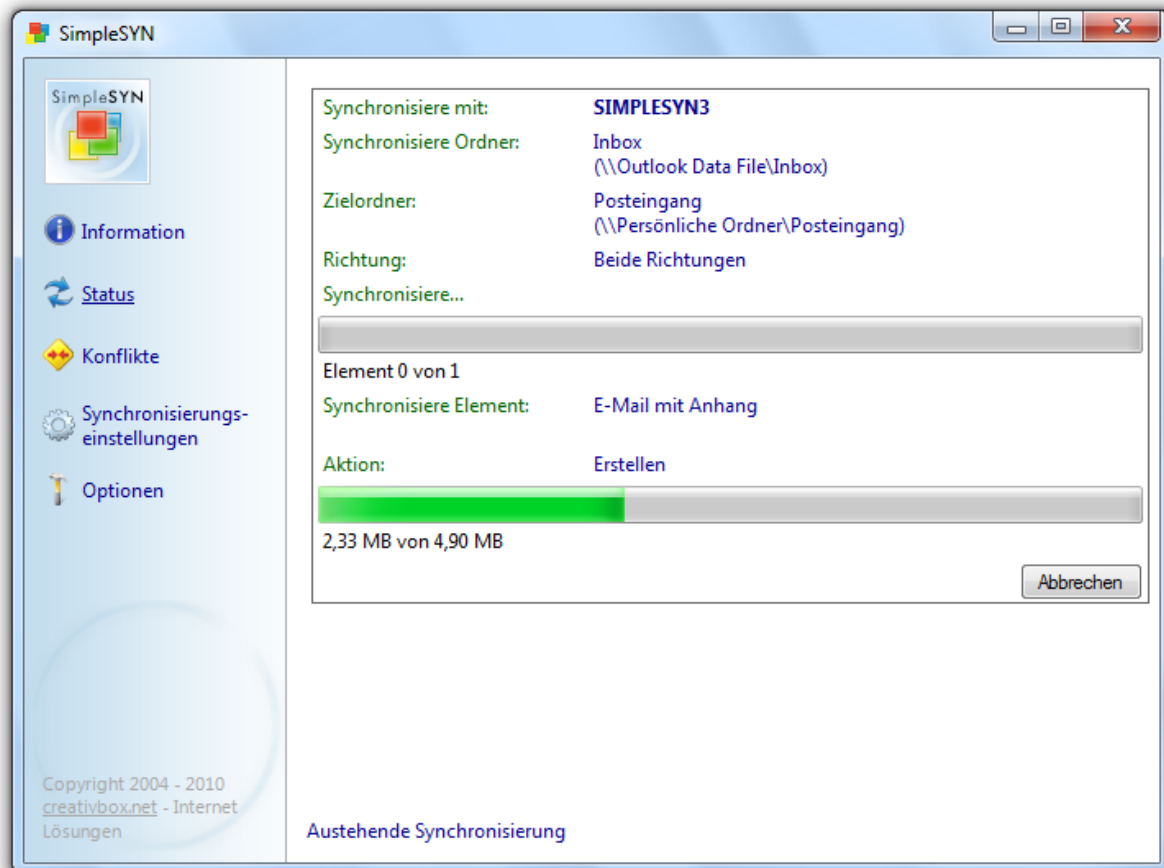 SimpleSYN
SimpleSYN
Information
Status
Konflikte
Synchronisierungs-
einstellungen
Optionen
Copyright 2004 - 2010
creativbox.net - Internet
Lösungen
Synchronisiere mit: SIMPLESYN3
Synchronisiere Ordner: Inbox
(\\Outlook Data File\Inbox)
Zielordner: Posteingang
(\\Persönliche Ordner\Posteingang)
Richtung: Beide Richtungen
Synchronisiere...
Element 0 von 1
Synchronisiere Element: E-Mail mit Anhang
Aktion: Erstellen
2,33 MB von 4,90 MB
Abbrechen
Austehende Synchronisierung